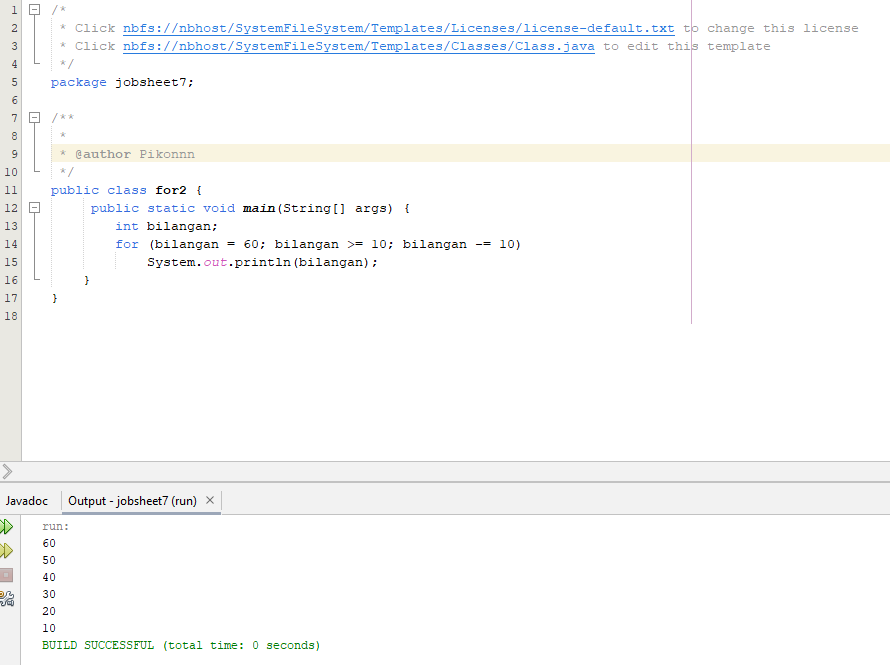 1 /*
2 * Click nbfs://nbhost/SystemFileSystem/Templates/Licenses/license-default.txt to change this license
3 * Click nbfs://nbhost/SystemFileSystem/Templates/Classes/Class.java to edit this template
4 */
5 package jobsheet7;
6
7 /**
8 *
9 * @author Pikonnn
10 */
11 public class for2 {
12 public static void main(String[] args) {
13 int bilangan;
14 for (bilangan = 60; bilangan >= 10; bilangan -= 10)
15 System.out.println(bilangan);
16 }
17 }
18
Javadoc Output - jobsheet7 (run)
run:
60
50
40
30
20
10
BUILD SUCCESSFUL (total time: 0 seconds)